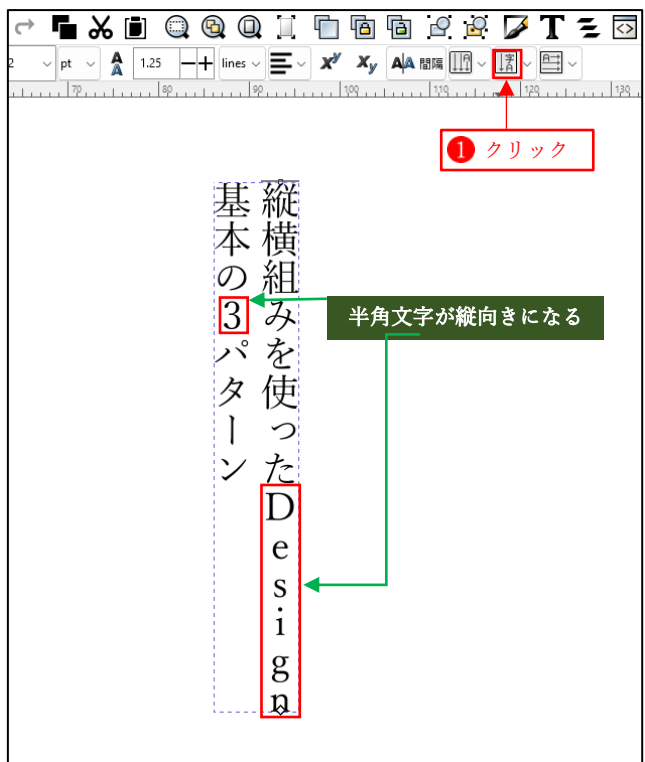 2 pt 1.25 lines 間隔
70 80 90 100 110 120 130
1 クリック
縦横組みを使ったDesign
基本の3パターン
半角文字が縦向きになる